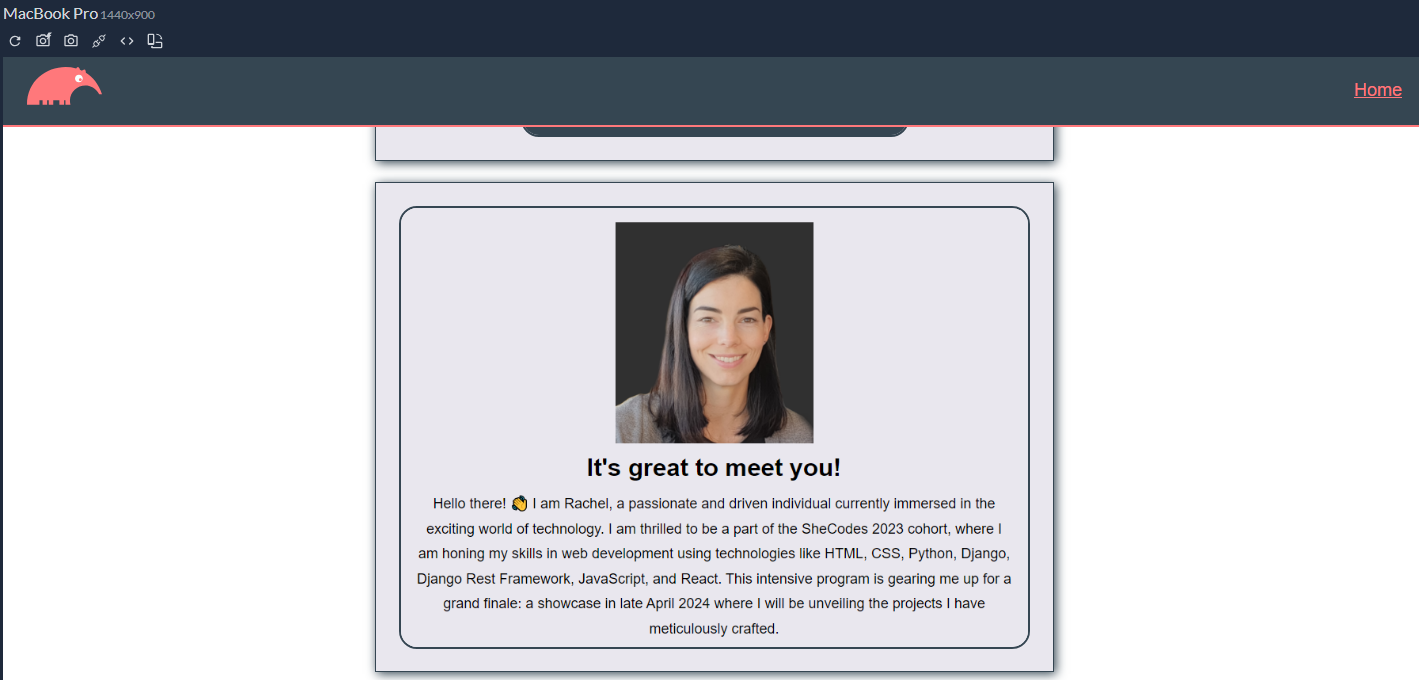 MacBook Pro 1440x900
Home
It's great to meet you!
Hello there! 👏 I am Rachel, a passionate and driven individual currently immersed in the
exciting world of technology. I am thrilled to be a part of the SheCodes 2023 cohort, where I
am honing my skills in web development using technologies like HTML, CSS, Python, Django,
Django Rest Framework, JavaScript, and React. This intensive program is gearing me up for a
grand finale: a showcase in late April 2024 where I will be unveiling the projects I have
meticulously crafted.